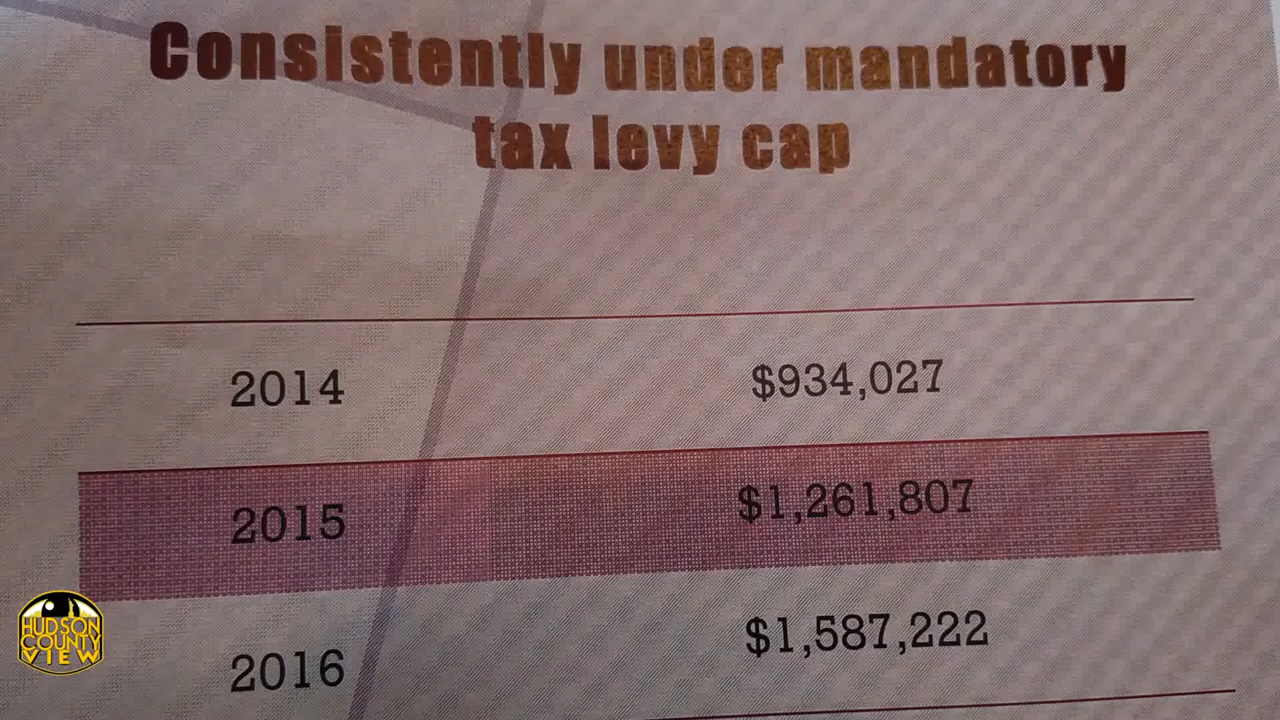 Consistently under mandatory
tax levy cap
2014 $934,027
2015 $1,261,807
2016 $1,587,222
HUDSON
COUNTY
VIEW